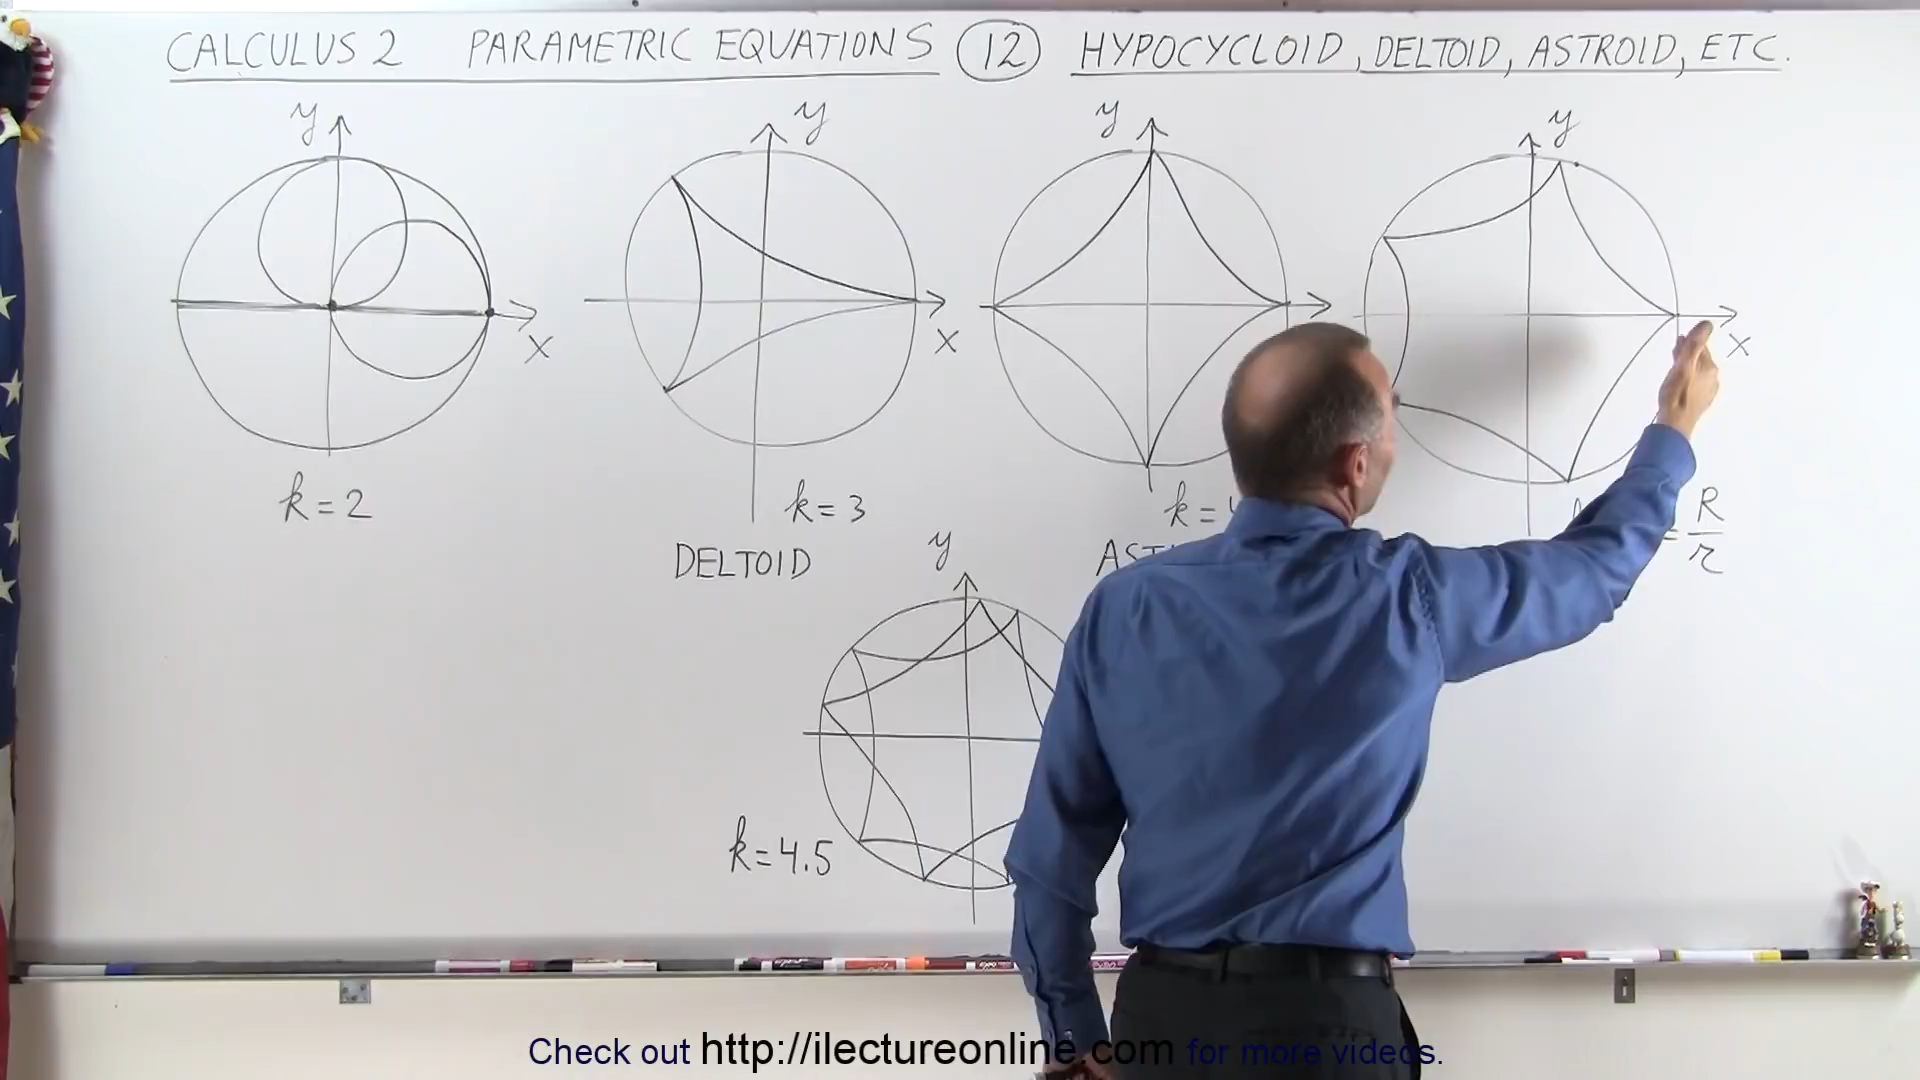 CALCULUS 2 PARAMETRIC EQUATIONS 12 HYPOCYCLOID, DELTOID, ASTROID, ETC.
y y y y
x x x
k = 2 k = 3 k = = R/r
DELTOID y
k = 4.5
Check out http://ilectureonline.com for more videos.